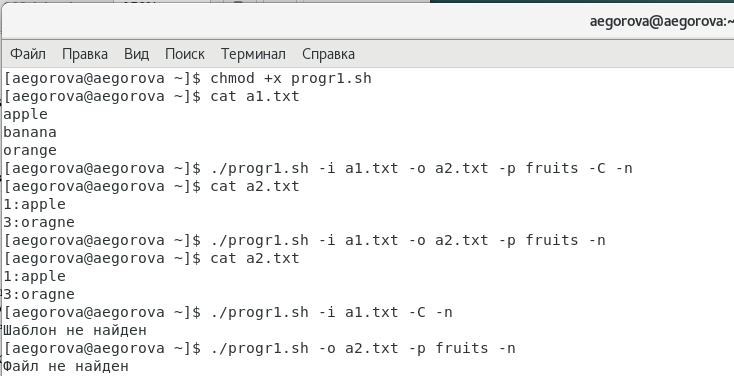 aegorova@aegorova:~
Файл Правка Вид Поиск Терминал Справка
[aegorova@aegorova ~]$ chmod +x progr1.sh
[aegorova@aegorova ~]$ cat a1.txt
apple
banana
orange
[aegorova@aegorova ~]$ ./progr1.sh -i a1.txt -o a2.txt -p fruits -C -n
[aegorova@aegorova ~]$ cat a2.txt
1:apple
3:oragne
[aegorova@aegorova ~]$ ./progr1.sh -i a1.txt -o a2.txt -p fruits -n
[aegorova@aegorova ~]$ cat a2.txt
1:apple
3:oragne
[aegorova@aegorova ~]$ ./progr1.sh -i a1.txt -C -n
Шаблон не найден
[aegorova@aegorova ~]$ ./progr1.sh -o a2.txt -p fruits -n
Файл не найден